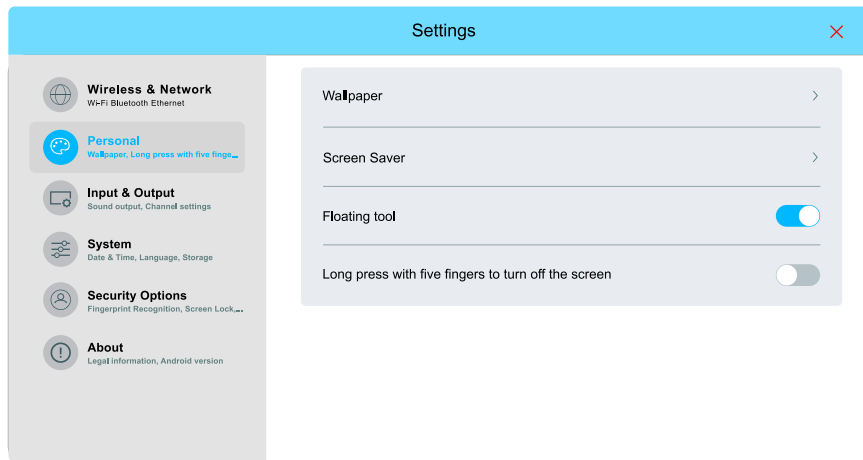 Settings
Wireless & Network
Wi-Fi Bluetooth Ethernet
Personal
Wallpaper, Long press with five finge...
Input & Output
Sound output, Channel settings
System
Date & Time, Language, Storage
Security Options
Fingerprint Recognition, Screen Lock,...
About
Legal information, Android version
Wallpaper
Screen Saver
Floating tool
Long press with five fingers to turn off the screen